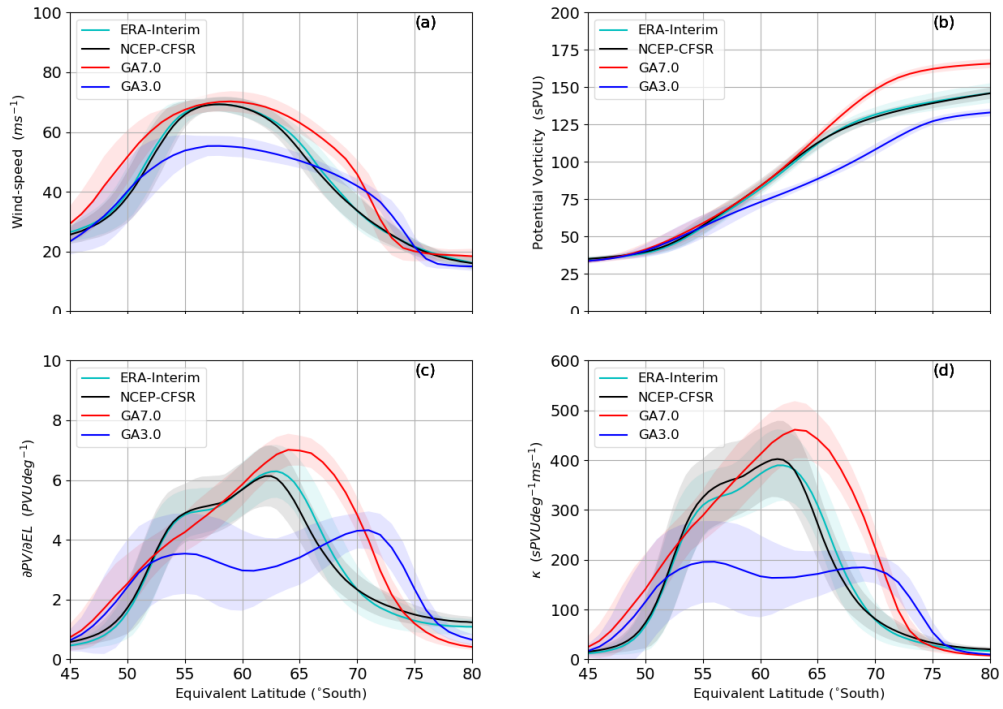 (a)
ERA-Interim
NCEP-CFSR
GA7.0
GA3.0
100
80
60
40
20
0
Wind-speed (ms⁻¹)
(b)
ERA-Interim
NCEP-CFSR
GA7.0
GA3.0
200
175
150
125
100
75
50
25
0
Potential Vorticity (sPVU)
(c)
ERA-Interim
NCEP-CFSR
GA7.0
GA3.0
10
8
6
4
2
0
∂PV/∂EL (PVUdeg⁻¹)
45 50 55 60 65 70 75 80
Equivalent Latitude (°South)
(d)
ERA-Interim
NCEP-CFSR
GA7.0
GA3.0
600
500
400
300
200
100
0
κ (sPVUdeg⁻¹ms⁻¹)
45 50 55 60 65 70 75 80
Equivalent Latitude (°South)